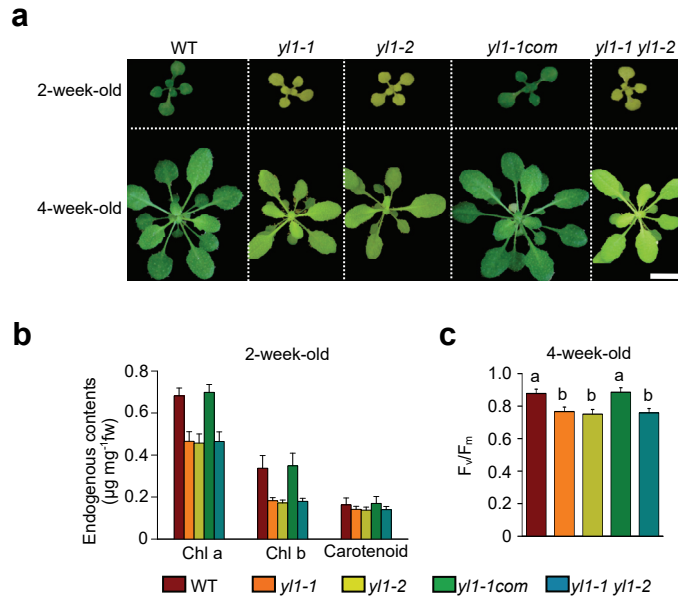 a
WT yl1-1 yl1-2 yl1-1com yl1-1 yl1-2
2-week-old
4-week-old
b
2-week-old
Endogenous contents
(µg mg⁻¹fw)
0.8
0.6
0.4
0.2
0
Chl a Chl b Carotenoid
c
4-week-old
Fv/Fm
1.0
0.8
0.6
0.4
0.2
0
a b b a b
WT yl1-1 yl1-2 yl1-1com yl1-1 yl1-2